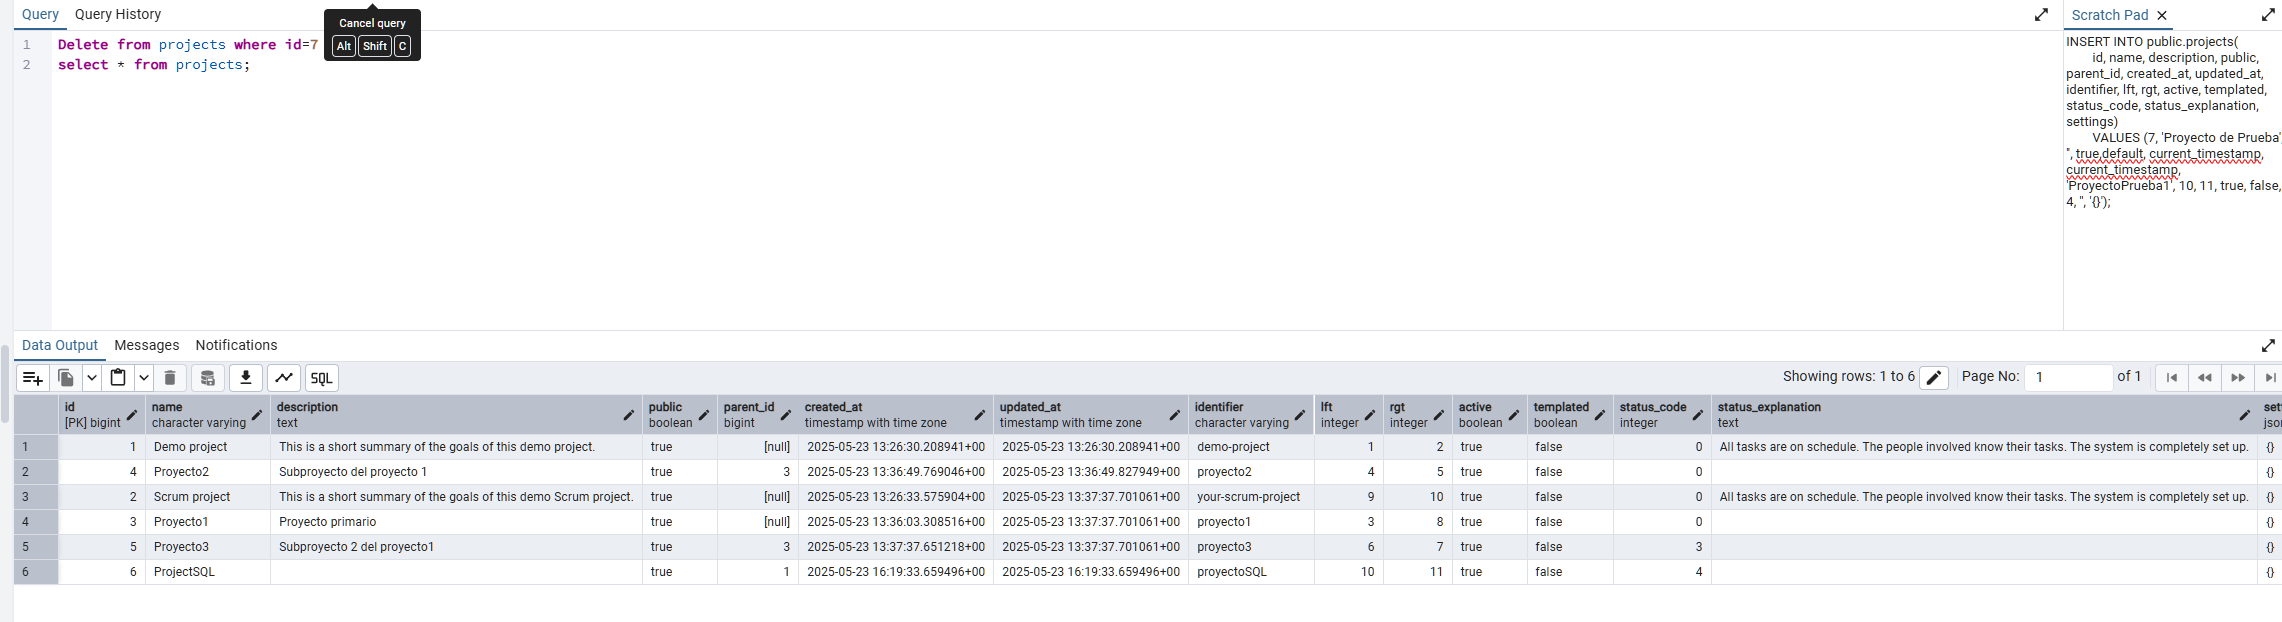 Query Query History
Cancel query
Alt Shift C
Scratch Pad
1 Delete from projects where id=7
2 select * from projects;
INSERT INTO public.projects(
id, name, description, public,
parent_id, created_at, updated_at,
identifier, lft, rgt, active, templated,
status_code, status_explanation,
settings)
VALUES (7, 'Proyecto de Prueba'
'', true,default, current_timestamp,
current_timestamp,
'ProyectoPrueba1', 10, 11, true, false,
4, '', '{}');
Data Output Messages Notifications
SQL Showing rows: 1 to 6 Page No: 1 of 1
id name description public parent_id created_at updated_at identifier lft rgt active templated status_code status_explanation sett
[PK] bigint character varying text boolean bigint timestamp with time zone timestamp with time zone character varying integer integer boolean boolean integer text json
1 1 Demo project This is a short summary of the goals of this demo project. true [null] 2025-05-23 13:26:30.208941+00 2025-05-23 13:26:30.208941+00 demo-project 1 2 true false 0 All tasks are on schedule. The people involved know their tasks. The system is completely set up. {}
2 4 Proyecto2 Subproyecto del proyecto 1 true 3 2025-05-23 13:36:49.769046+00 2025-05-23 13:36:49.827949+00 proyecto2 4 5 true false 0 {}
3 2 Scrum project This is a short summary of the goals of this demo Scrum project. true [null] 2025-05-23 13:26:33.575904+00 2025-05-23 13:37:37.701061+00 your-scrum-project 9 10 true false 0 All tasks are on schedule. The people involved know their tasks. The system is completely set up. {}
4 3 Proyecto1 Proyecto primario true [null] 2025-05-23 13:36:03.308516+00 2025-05-23 13:37:37.701061+00 proyecto1 3 8 true false 0 {}
5 5 Proyecto3 Subproyecto 2 del proyecto1 true 3 2025-05-23 13:37:37.651218+00 2025-05-23 13:37:37.701061+00 proyecto3 6 7 true false 3 {}
6 6 ProjectSQL true 1 2025-05-23 16:19:33.659496+00 2025-05-23 16:19:33.659496+00 proyectoSQL 10 11 true false 4 {}